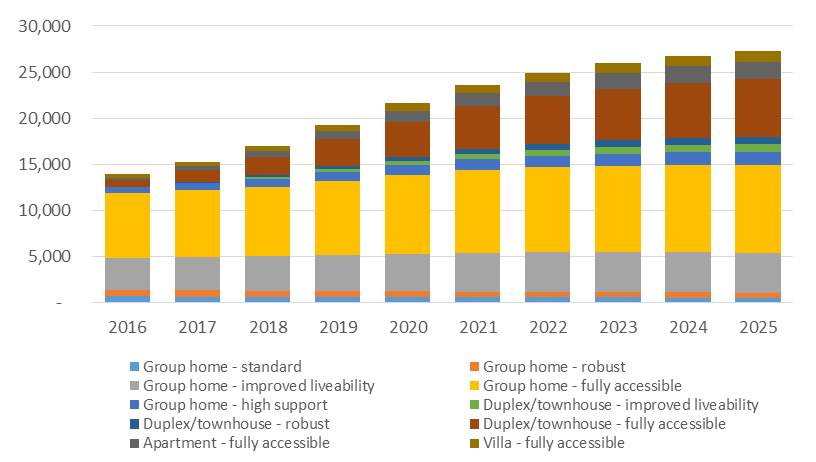 30,000
25,000
20,000
15,000
10,000
5,000
-
2016 2017 2018 2019 2020 2021 2022 2023 2024 2025
Group home - standard Group home - robust
Group home - improved liveability Group home - fully accessible
Group home - high support Duplex/townhouse - improved liveability
Duplex/townhouse - robust Duplex/townhouse - fully accessible
Apartment - fully accessible Villa - fully accessible